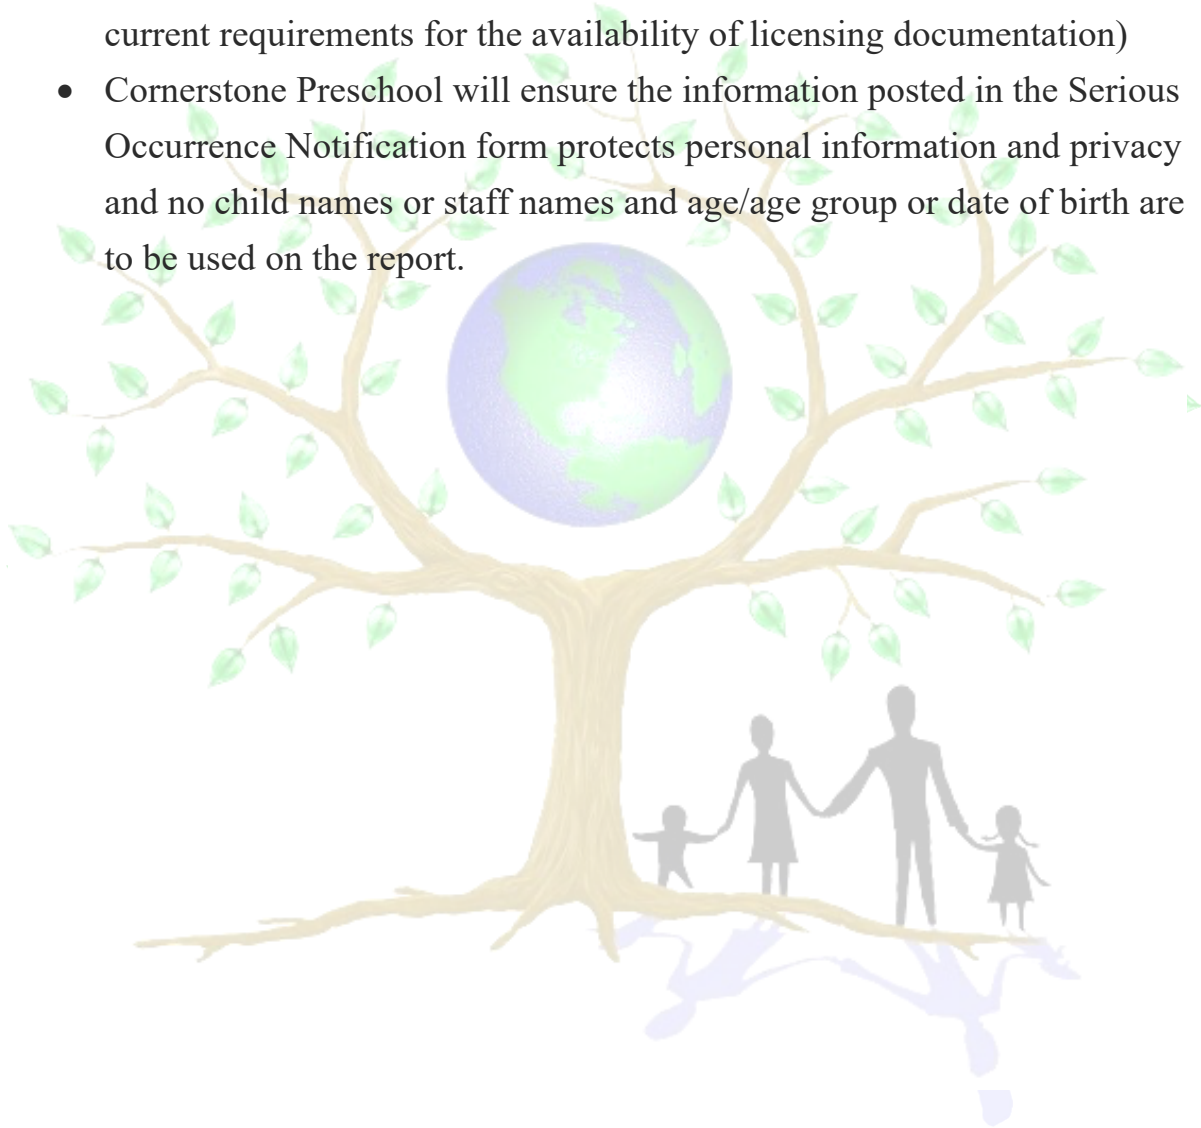 current requirements for the availability of licensing documentation)
• Cornerstone Preschool will ensure the information posted in the Serious
Occurrence Notification form protects personal information and privacy
and no child names or staff names and age/age group or date of birth are
to be used on the report.